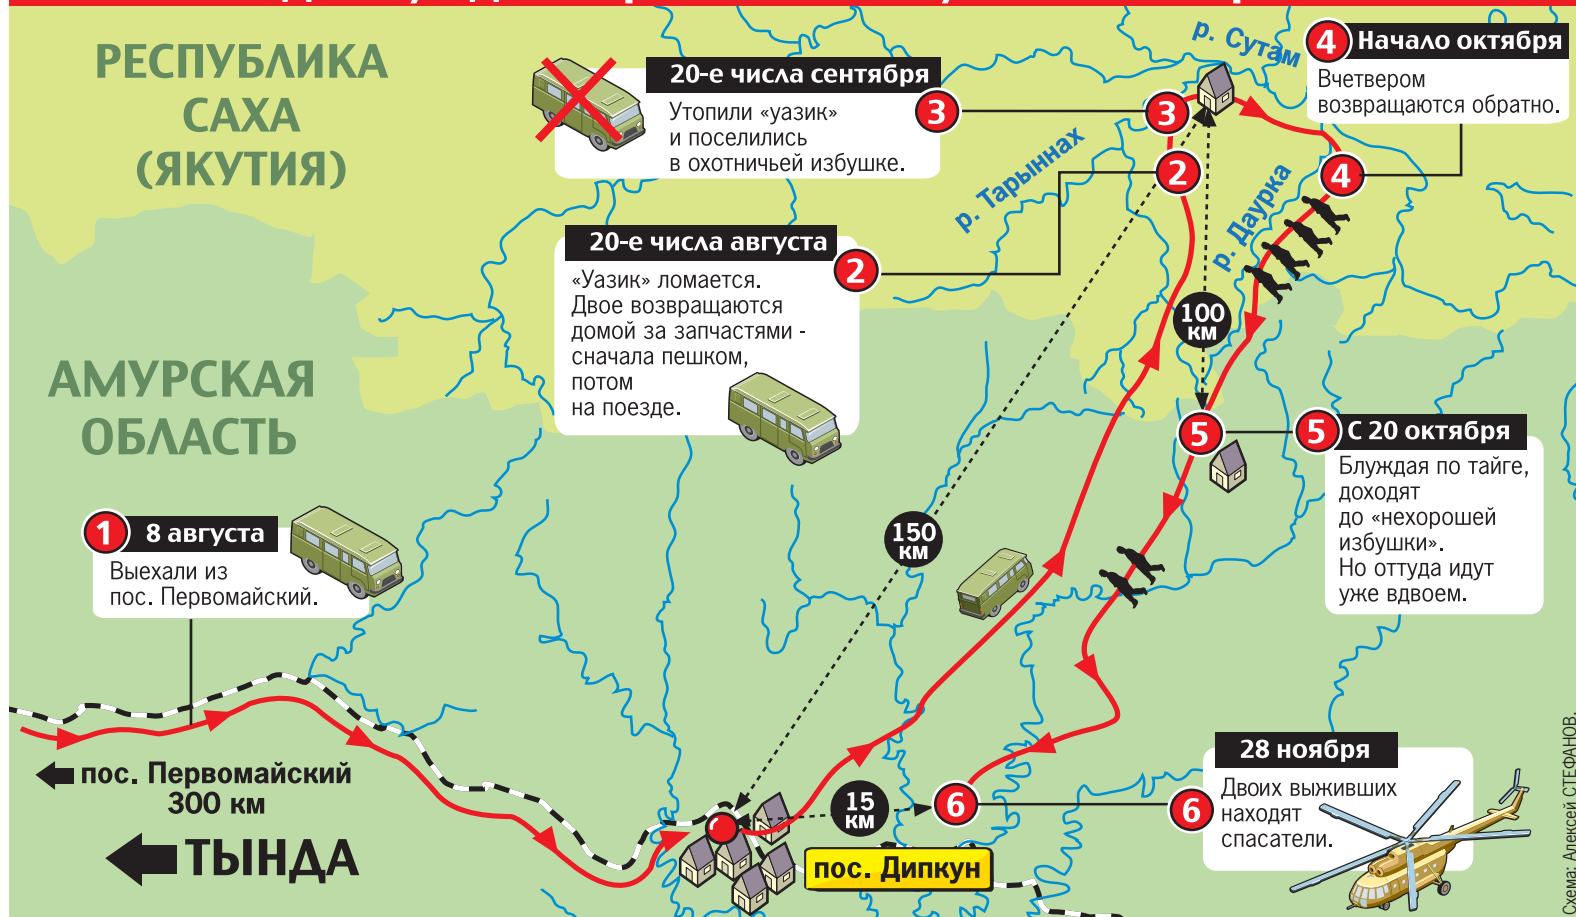 РЕСПУБЛИКА
САХА
(ЯКУТИЯ)
АМУРСКАЯ
ОБЛАСТЬ
1 8 августа
Выехали из
пос. Первомайский.
20-е числа августа
2
«Уазик» ломается.
Двое возвращаются
домой за запчастями -
сначала пешком,
потом
на поезде.
20-е числа сентября
3
Утопили «уазик»
и поселились
в охотничьей избушке.
4 Начало октября
Вчетвером
возвращаются обратно.
5 С 20 октября
Блуждая по тайге,
доходят
до «нехорошей
избушки».
Но оттуда идут
уже вдвоем.
28 ноября
6
Двоих выживших
находят
спасатели.
р. Сутам
р. Тарыннах
р. Даурка
3
2
4
5
6
100
км
150
км
15
км
пос. Первомайский
300 км
ТЫНДА
пос. Дипкун
Схема: Алексей СТЕФАНОВ.